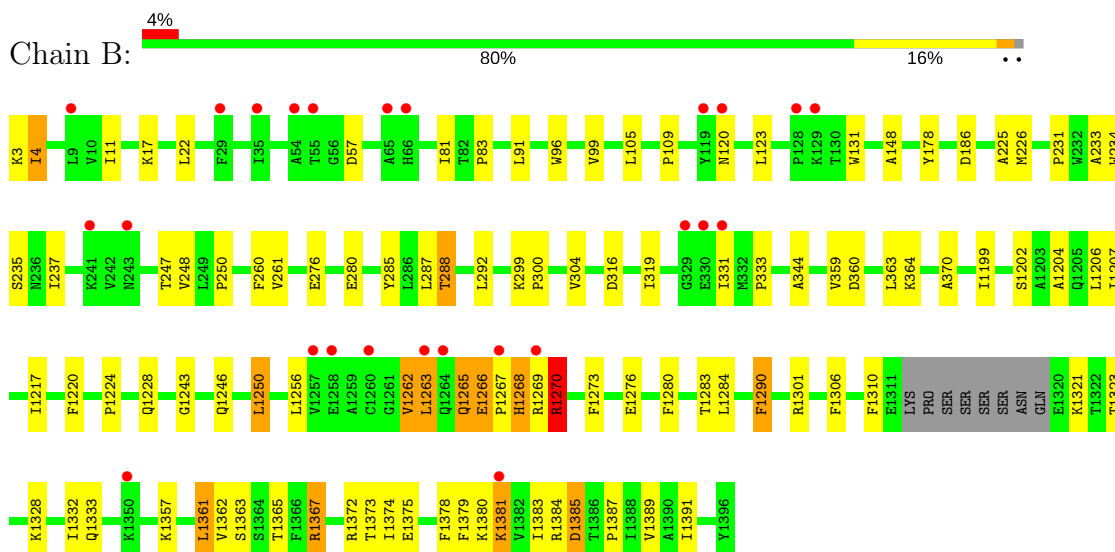 4%
Chain B:
80% 16% • •
K3 I4 L9 V10 I11 K17 L22 F29 I35 A54 T55 G56 D57 A65 H66 I81 T82 P83 L91 W96 V99 L105 P109 Y119 N120 L123 P128 K129 T130 W131 A148 Y178 D186 A225 M226 P231 W232 A233
S235 N236 I237 K241 V242 N243 T247 V248 L249 P250 F260 V261 E276 E280 Y285 L286 L287 T288 L292 K299 P300 V304 D316 I319 G329 E330 I331 M332 P333 A344 V359 D360 L363 K364 A370 I1199 S1202 A1203 A1204 Q1205 L1206
I1217 F1220 P1224 Q1228 G1243 Q1246 L1250 L1256 V1257 E1258 A1259 C1260 G1261 V1262 L1263 Q1264 Q1265 E1266 P1267 H1268 R1269 R1270 F1273 E1276 F1280 T1283 L1284 F1290 R1301 F1306 F1310 E1311 LYS PRO SER SER SER SER ASN GLN E1320 K1321 T1322
K1328 I1332 Q1333 K1350 K1357 L1361 V1362 S1363 S1364 T1365 F1366 R1367 R1372 T1373 I1374 E1375 F1378 F1379 K1380 K1381 V1382 I1383 R1384 D1385 T1386 P1387 I1388 V1389 A1390 I1391 Y1396